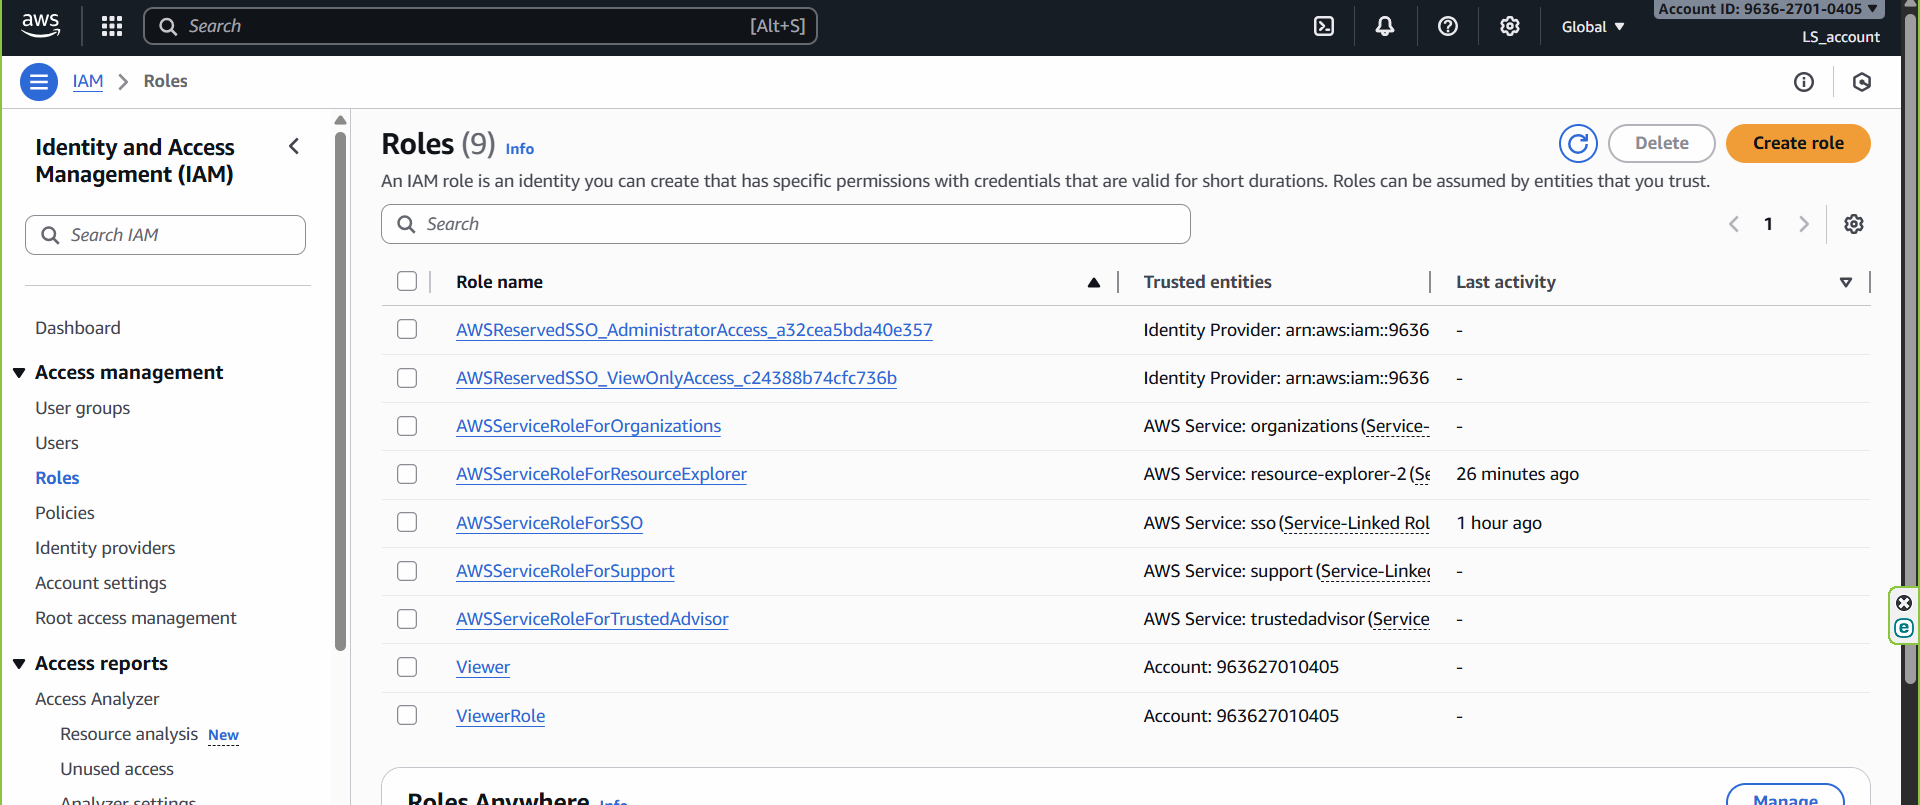 aws
Search [Alt+S]
Global
Account ID: 9636-2701-0405
LS_account
IAM > Roles
Identity and Access
Management (IAM)
Search IAM
Dashboard
Access management
User groups
Users
Roles
Policies
Identity providers
Account settings
Root access management
Access reports
Access Analyzer
Resource analysis New
Unused access
Analyzer settings
Roles (9) Info
Delete
Create role
An IAM role is an identity you can create that has specific permissions with credentials that are valid for short durations. Roles can be assumed by entities that you trust.
Search
1
Role name Trusted entities Last activity
AWSReservedSSO_AdministratorAccess_a32cea5bda40e357 Identity Provider: arn:aws:iam::9636 -
AWSReservedSSO_ViewOnlyAccess_c24388b74cfc736b Identity Provider: arn:aws:iam::9636 -
AWSServiceRoleForOrganizations AWS Service: organizations (Service- -
AWSServiceRoleForResourceExplorer AWS Service: resource-explorer-2 (Se 26 minutes ago
AWSServiceRoleForSSO AWS Service: sso (Service-Linked Rol 1 hour ago
AWSServiceRoleForSupport AWS Service: support (Service-Linked -
AWSServiceRoleForTrustedAdvisor AWS Service: trustedadvisor (Service -
Viewer Account: 963627010405 -
ViewerRole Account: 963627010405 -
Roles Anywhere Info
Manage